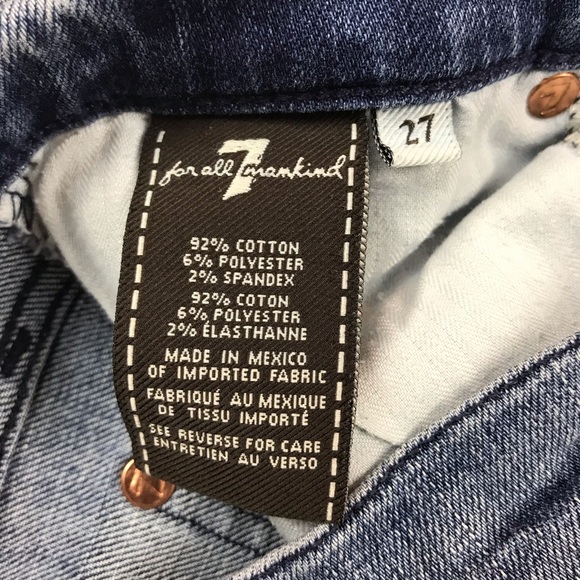 27
7
for all mankind
92% COTTON
6% POLYESTER
2% SPANDEX
92% COTON
6% POLYESTER
2% ÉLASTHANNE
MADE IN MEXICO
OF IMPORTED FABRIC
FABRIQUÉ AU MEXIQUE
DE TISSU IMPORTÉ
SEE REVERSE FOR CARE
ENTRETIEN AU VERSO